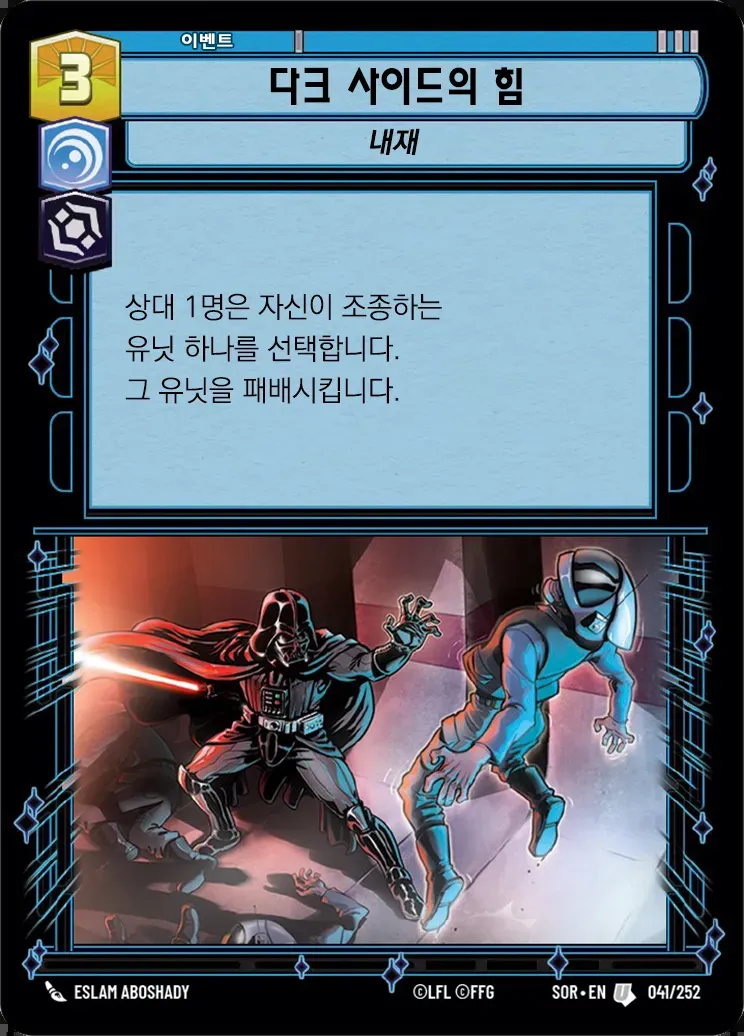 이벤트
3
다크 사이드의 힘
내재
상대 1명은 자신이 조종하는
유닛 하나를 선택합니다.
그 유닛을 패배시킵니다.
ESLAM ABOSHADY
©LFL ©FFG
SOR • EN U 041/252